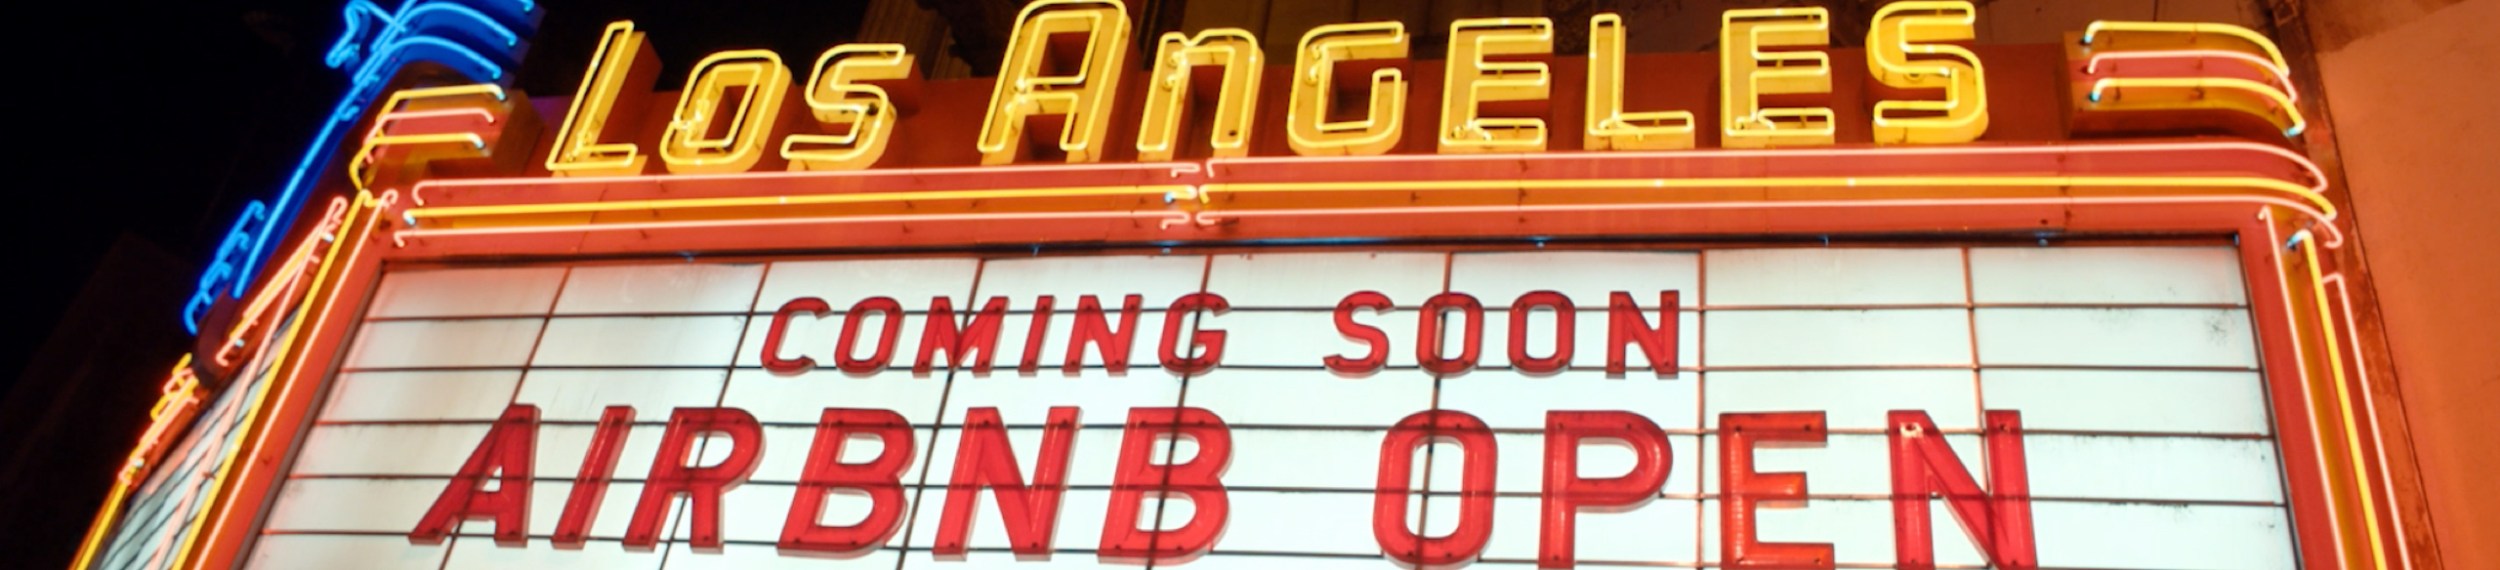 LOS ANGELES
COMING SOON
AIRBNB OPEN